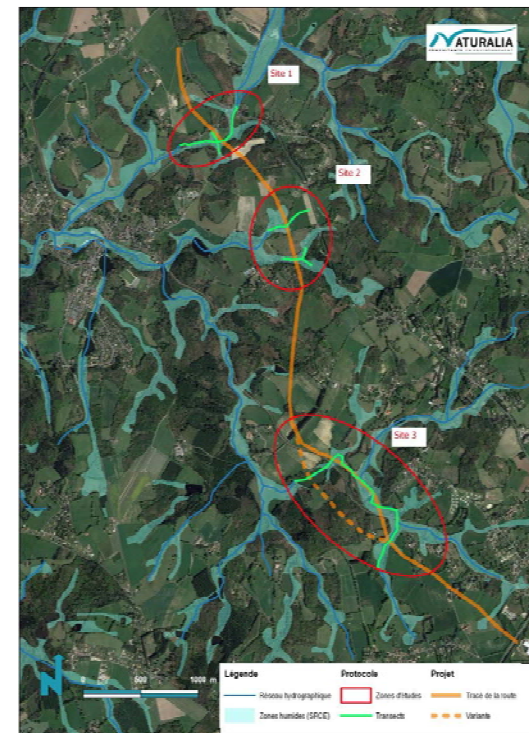 NATURALIA
Site 1
Site 2
Site 3
0 500 1000 m
Légende
Réseau hydrographique
Zones humides (SRCE)
Protocole
Zones d'études
Transects
Projet
Tracé de la route
Variante